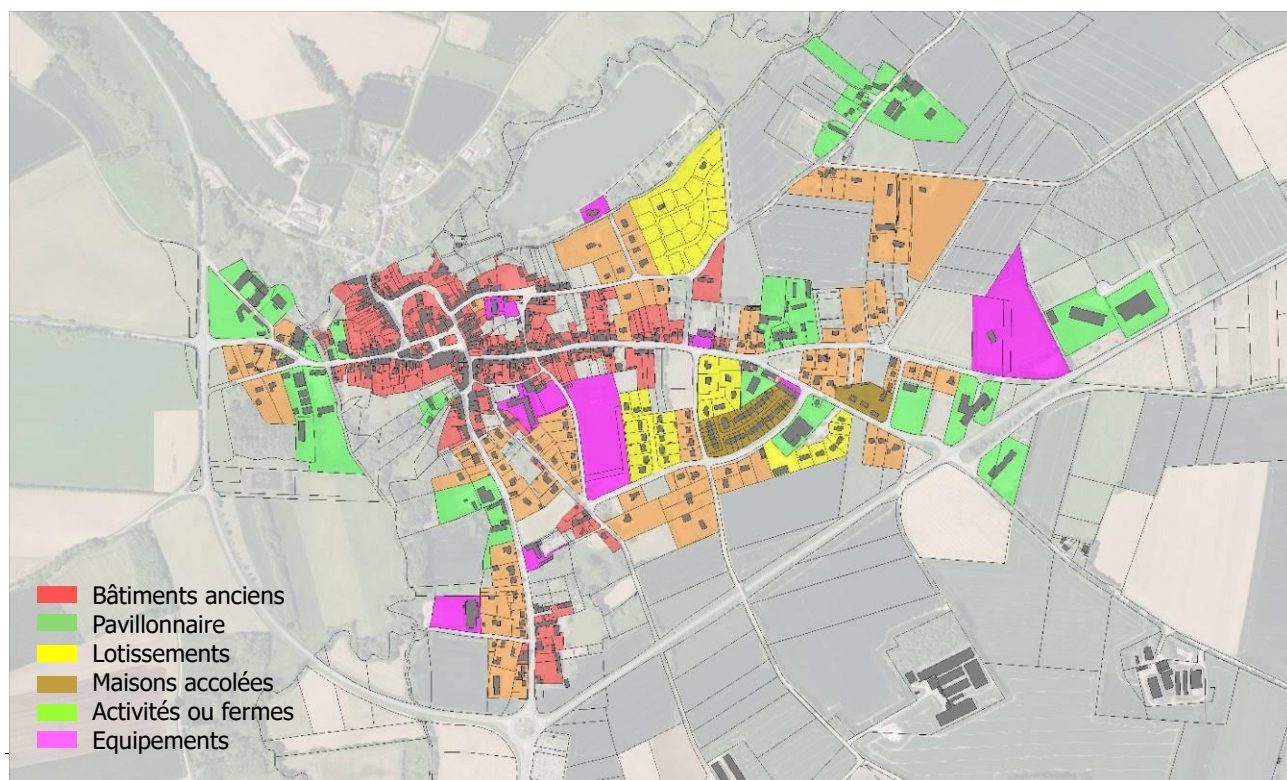 Bâtiments anciens
Pavillonnaire
Lotissements
Maisons accolées
Activités ou fermes
Equipements